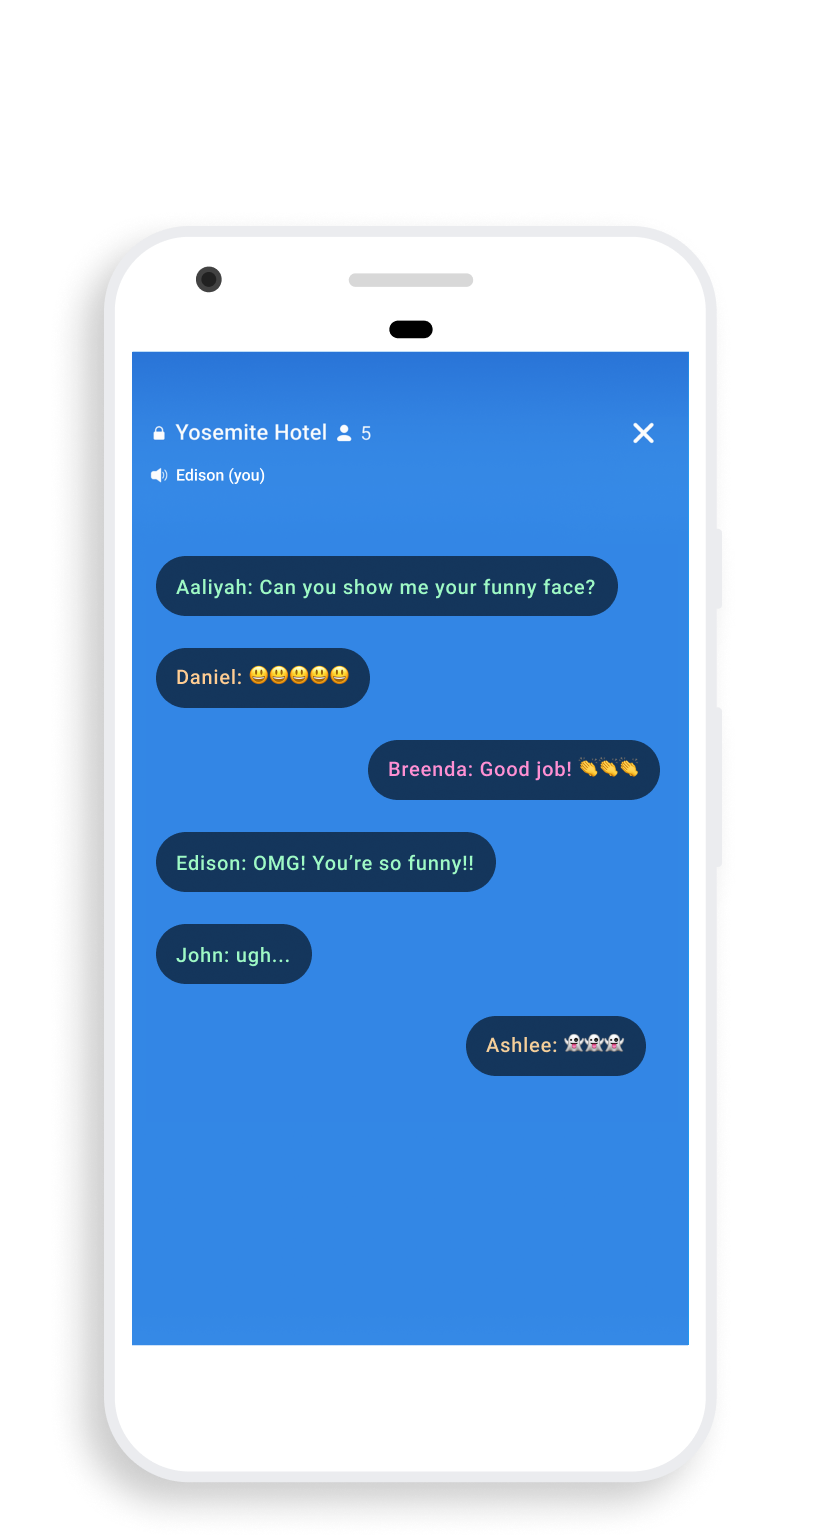 Yosemite Hotel 5
Edison (you)
Aaliyah: Can you show me your funny face?
Daniel: 😃😃😃😃😃
Breenda: Good job! 👏👏👏
Edison: OMG! You’re so funny!!
John: ugh...
Ashlee: 👻👻👻